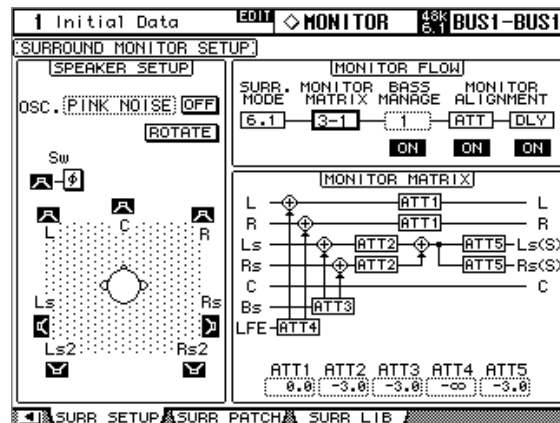 1 Initial Data EDIT ◇MONITOR 48k 6.1 BUS1-BUS1
SURROUND MONITOR SETUP
SPEAKER SETUP
OSC. PINK NOISE OFF
ROTATE
Sw
ϕ
L C R
Ls Rs
Ls2 Rs2
MONITOR FLOW
SURR. MODE MONITOR MATRIX BASS MANAGE MONITOR ALIGNMENT
6.1 3-1 1 ATT DLY
ON ON ON
MONITOR MATRIX
L ATT1 L
R ATT1 R
Ls ATT2 ATT5 Ls(S)
Rs ATT2 ATT5 Rs(S)
C C
Bs ATT3
LFE ATT4
ATT1 ATT2 ATT3 ATT4 ATT5
0.0 -3.0 -3.0 -∞ -3.0
SURR SETUP SURR PATCH SURR LIB